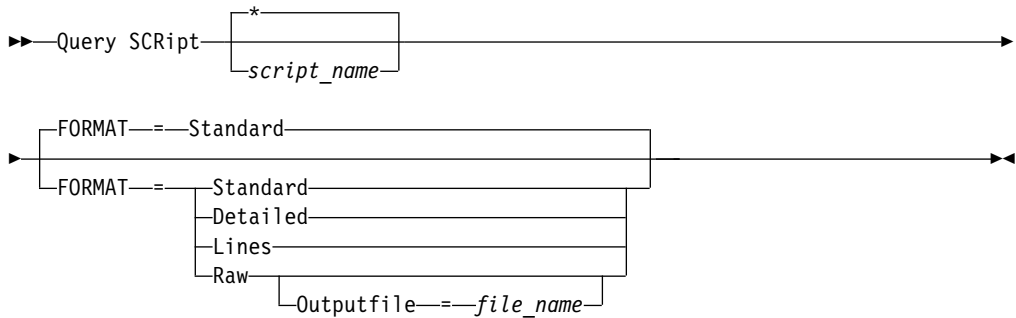 *
Query SCRipt
script_name
FORMAT = Standard
FORMAT = Standard
Detailed
Lines
Raw
Outputfile = file_name